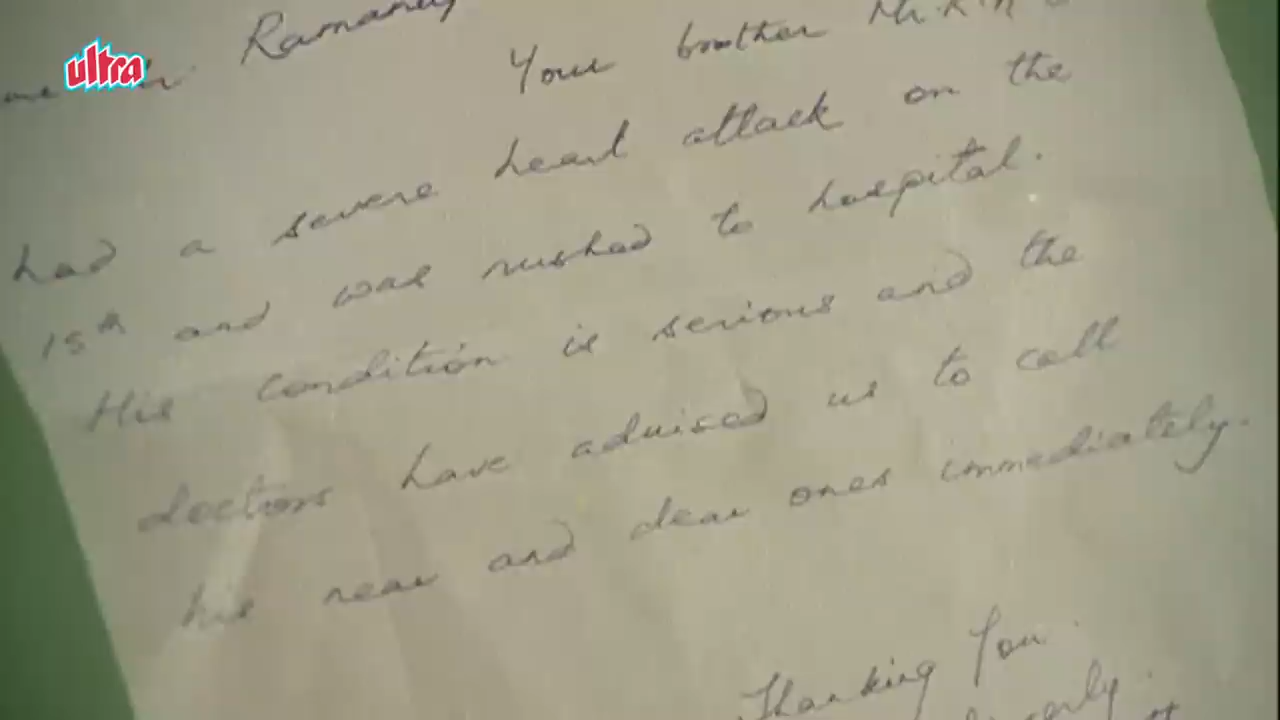 ultra
Your brother Mr.
had a severe heart attack on the
15th and was rushed to hospital.
His condition is serious and the
doctors have advised us to call
his near and dear ones immediately.
Thanking You